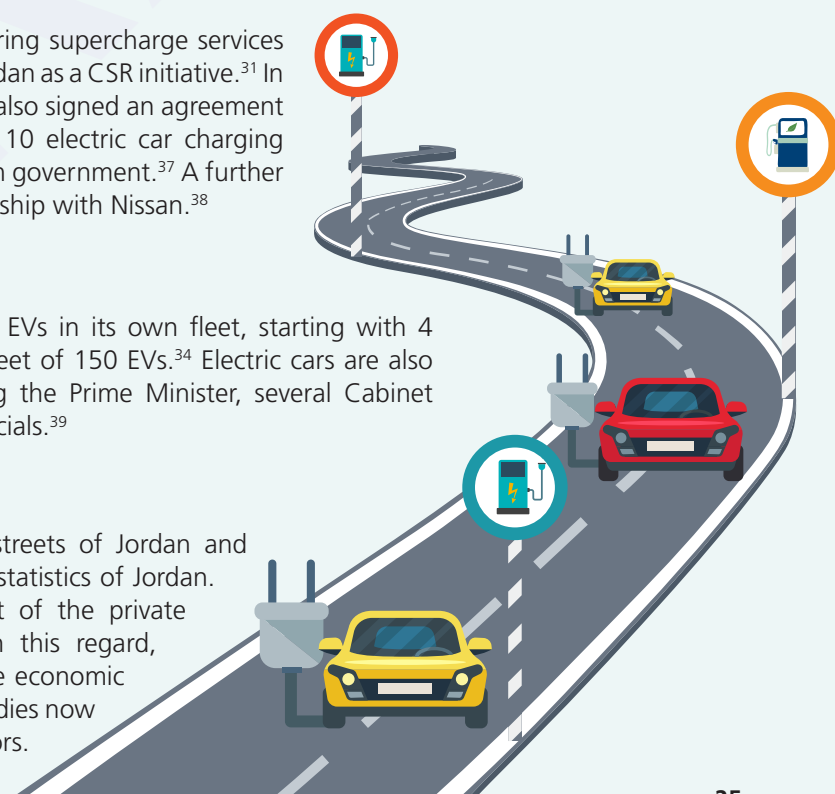 ring supercharge services
dan as a CSR initiative.31 In
also signed an agreement
10 electric car charging
n government.37 A further
ship with Nissan.38
EVs in its own fleet, starting with 4
eet of 150 EVs.34 Electric cars are also
g the Prime Minister, several Cabinet
cials.39
streets of Jordan and
statistics of Jordan.
t of the private
n this regard,
e economic
dies now
ors.